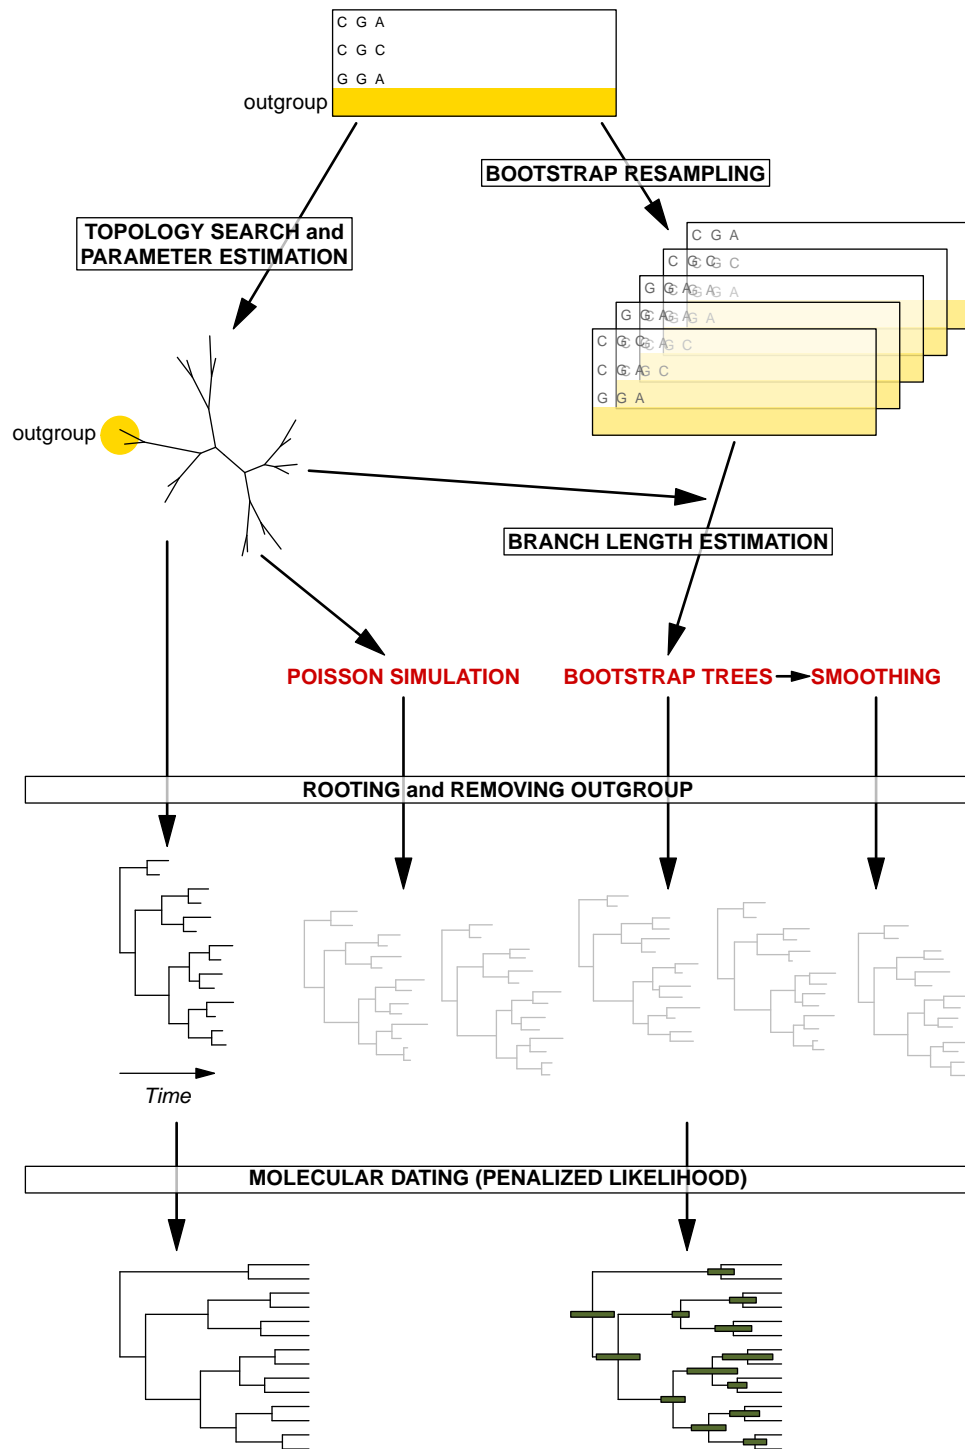 C G A
C G C
G G A
outgroup
BOOTSTRAP RESAMPLING
TOPOLOGY SEARCH and
PARAMETER ESTIMATION
C G A
C G C
C G C
G G A
C G A
G G A
G G A
C G A
C G C
C G C
C G A
C G C
G G A
outgroup
BRANCH LENGTH ESTIMATION
POISSON SIMULATION
BOOTSTRAP TREES
SMOOTHING
ROOTING and REMOVING OUTGROUP
Time
MOLECULAR DATING (PENALIZED LIKELIHOOD)